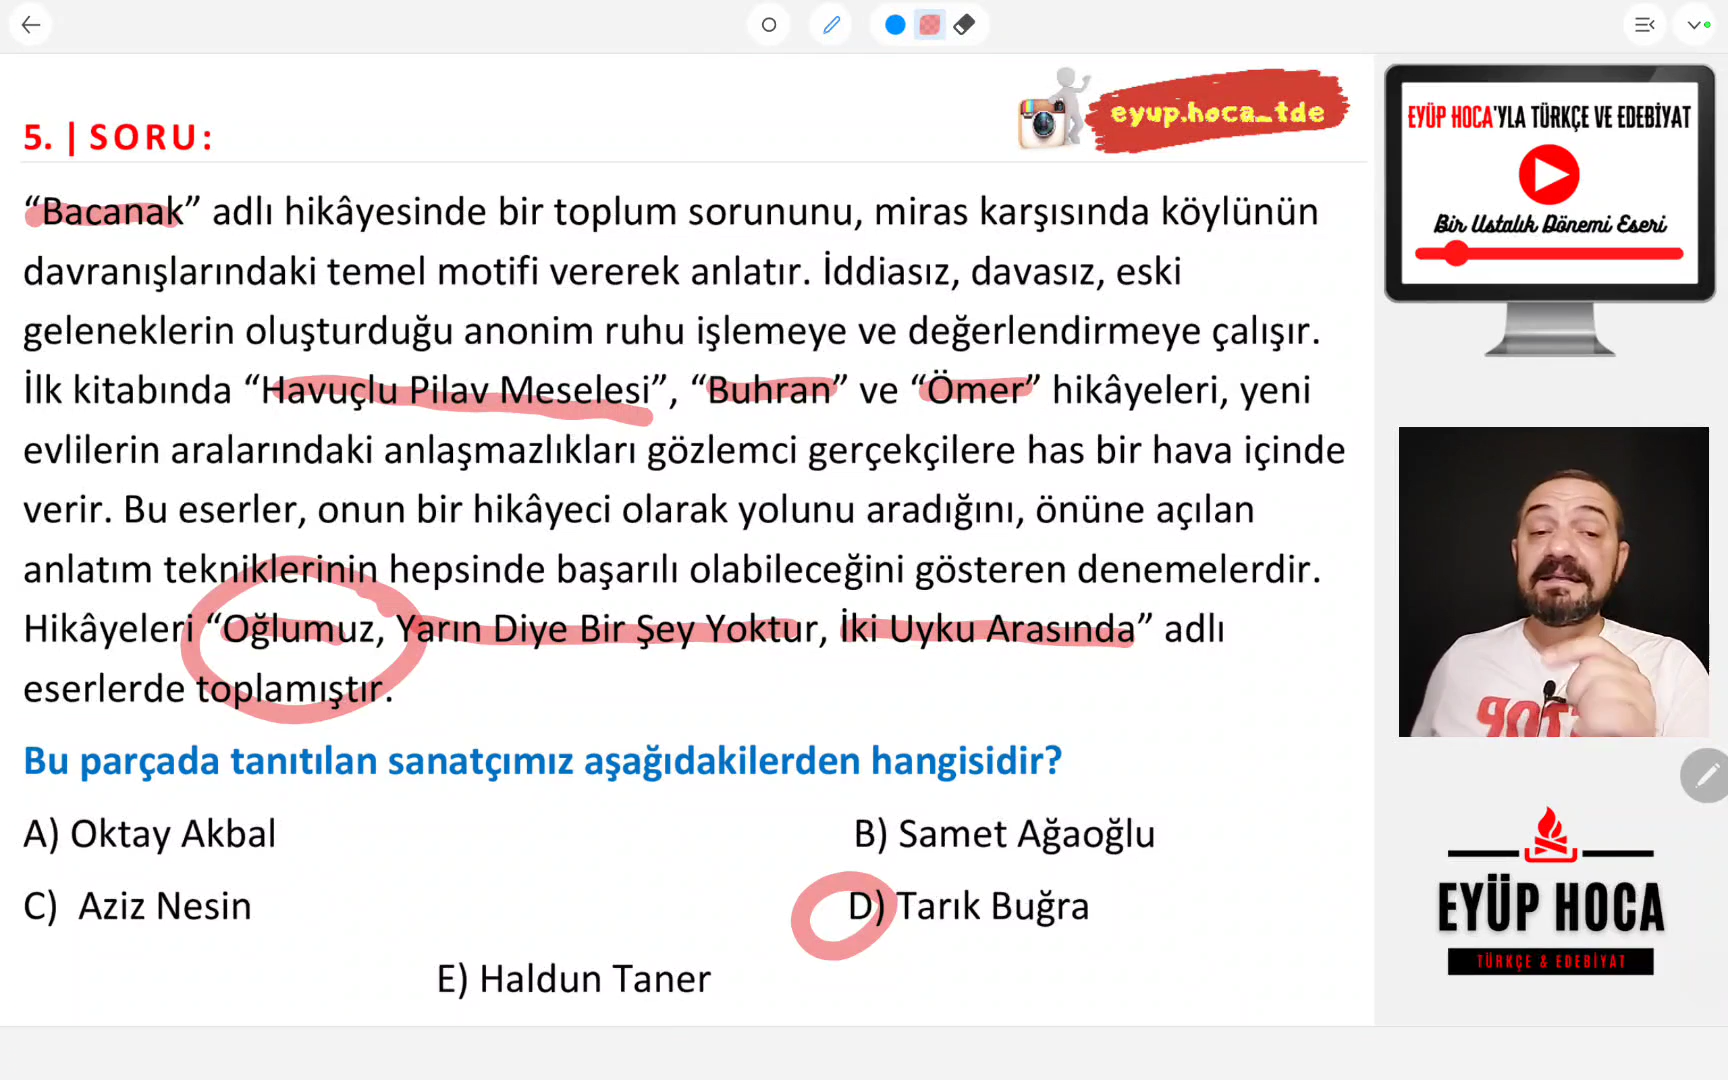 5. | SORU:
eyup.hoca_tde
“Bacanak” adlı hikâyesinde bir toplum sorununu, miras karşısında köylünün
davranışlarındaki temel motifi vererek anlatır. İddiasız, davasız, eski
geleneklerin oluşturduğu anonim ruhu işlemeye ve değerlendirmeye çalışır.
İlk kitabında “Havuçlu Pilav Meselesi”, “Buhran” ve “Ömer” hikâyeleri, yeni
evlilerin aralarındaki anlaşmazlıkları gözlemci gerçekçilere has bir hava içinde
verir. Bu eserler, onun bir hikâyeci olarak yolunu aradığını, önüne açılan
anlatım tekniklerinin hepsinde başarılı olabileceğini gösteren denemelerdir.
Hikâyeleri “Oğlumuz, Yarın Diye Bir Şey Yoktur, İki Uyku Arasında” adlı
eserlerde toplamıştır.
Bu parçada tanıtılan sanatçımız aşağıdakilerden hangisidir?
A) Oktay Akbal
B) Samet Ağaoğlu
C) Aziz Nesin
D) Tarık Buğra
E) Haldun Taner
EYÜP HOCA'YLA TÜRKÇE VE EDEBİYAT
Bir Ustalık Dönemi Eseri
EYÜP HOCA
TÜRKÇE & EDEBİYAT